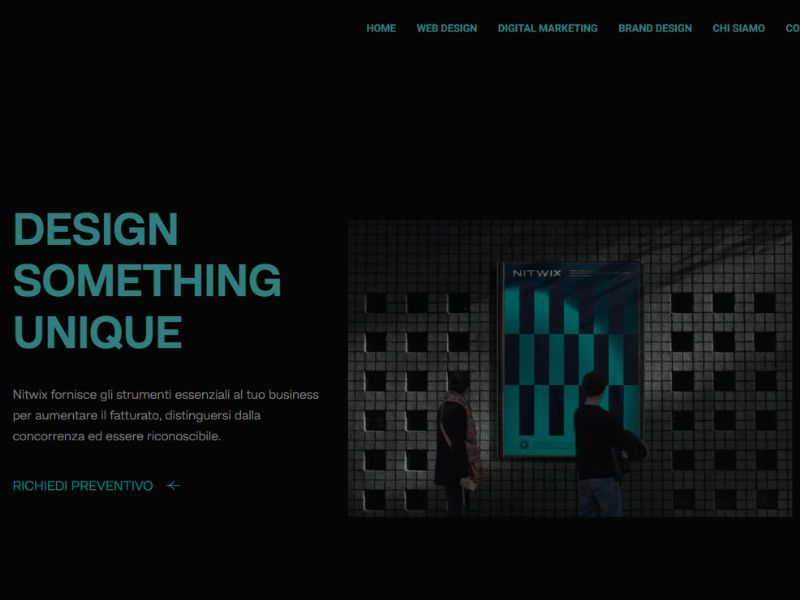 HOME WEB DESIGN DIGITAL MARKETING BRAND DESIGN CHI SIAMO CO
DESIGN
SOMETHING
UNIQUE
NITWIX
Nitwix fornisce gli strumenti essenziali al tuo business
per aumentare il fatturato, distinguersi dalla
concorrenza ed essere riconoscibile.
RICHIEDI PREVENTIVO